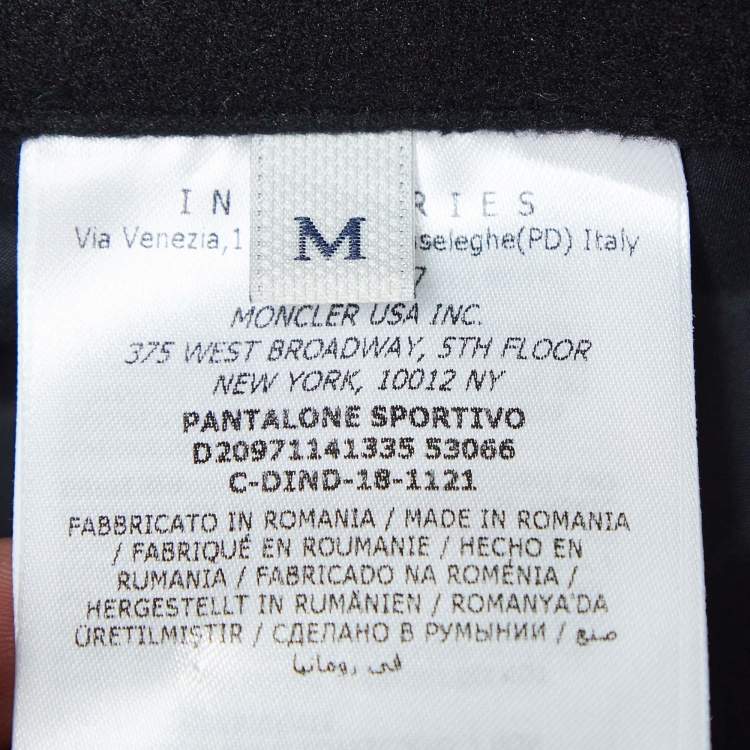 IN RIES
M
Via Venezia,1 seleghe(PD) Italy
7
MONCLER USA INC.
375 WEST BROADWAY, 5TH FLOOR
NEW YORK, 10012 NY
PANTALONE SPORTIVO
D20971141335 53066
C-DIND-18-1121
FABBRICATO IN ROMANIA / MADE IN ROMANIA
/ FABRIQUÉ EN ROUMANIE / HECHO EN
RUMANIA / FABRICADO NA ROMÉNIA /
HERGESTELLT IN RUMÄNIEN / ROMANYA'DA
ÜRETILMIŞTIR / СДЕЛАНО В РУМЫНИИ / صنع
في رومانيا